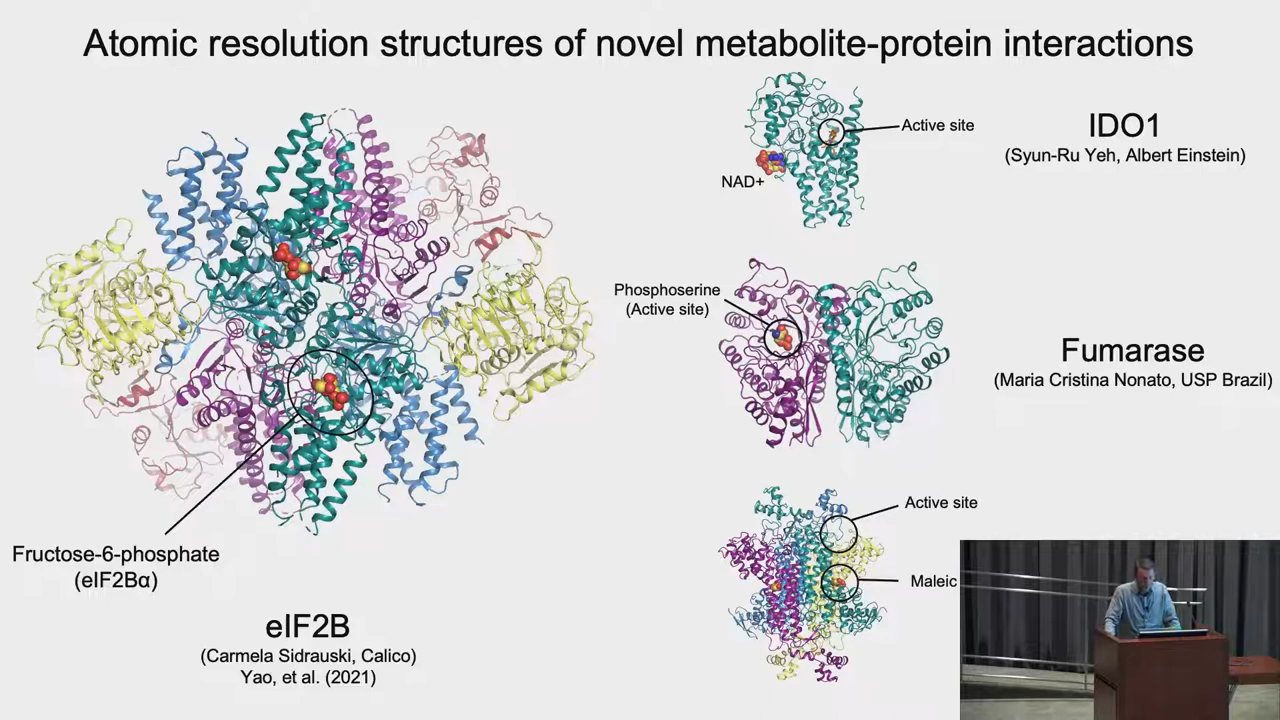 Atomic resolution structures of novel metabolite-protein interactions
Fructose-6-phosphate
(eIF2Bα)
eIF2B
(Carmela Sidrauski, Calico)
Yao, et al. (2021)
Active site
NAD+
IDO1
(Syun-Ru Yeh, Albert Einstein)
Phosphoserine
(Active site)
Fumarase
(Maria Cristina Nonato, USP Brazil)
Active site
Maleic